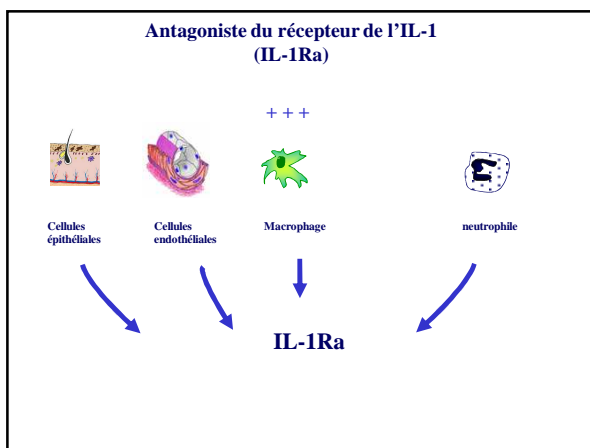 Antagoniste du récepteur de l'IL-1
(IL-1Ra)
+ + +
Cellules
épithéliales
Cellules
endothéliales
Macrophage
neutrophile
IL-1Ra